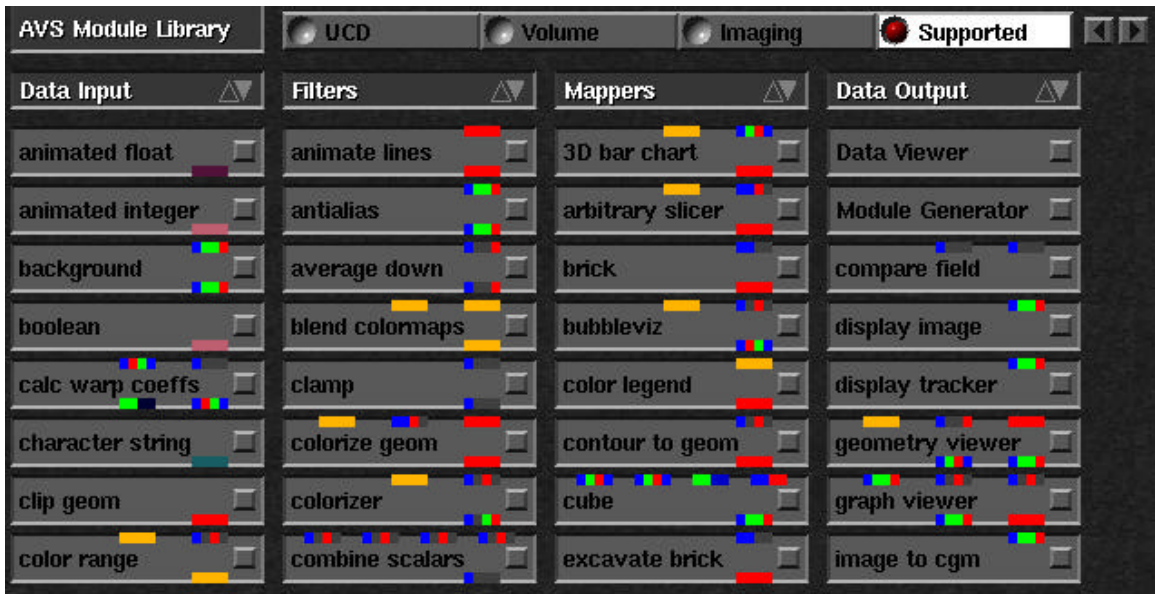 AVS Module Library
UCD
Volume
Imaging
Supported
Data Input
Filters
Mappers
Data Output
animated float
animate lines
3D bar chart
Data Viewer
animated integer
antialias
arbitrary slicer
Module Generator
background
average down
brick
compare field
boolean
blend colormaps
bubbleviz
display image
calc warp coeffs
clamp
color legend
display tracker
character string
colorize geom
contour to geom
geometry viewer
clip geom
colorizer
cube
graph viewer
color range
combine scalars
excavate brick
image to cgm